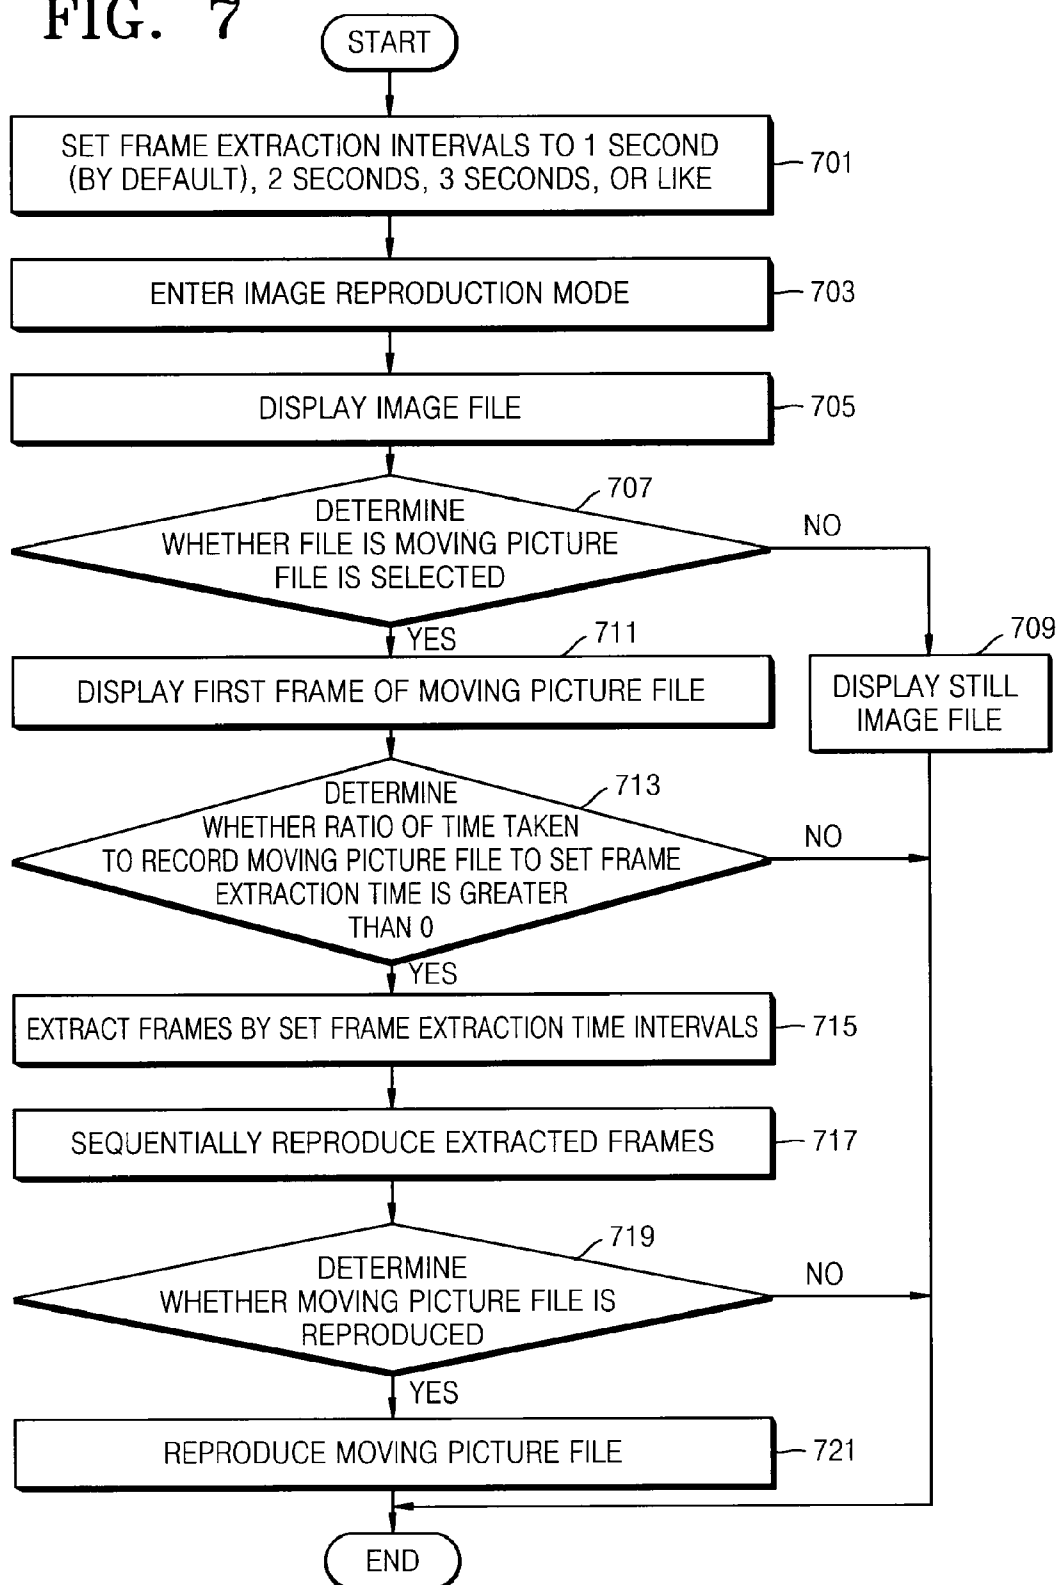 FIG. 7
START
SET FRAME EXTRACTION INTERVALS TO 1 SECOND
(BY DEFAULT), 2 SECONDS, 3 SECONDS, OR LIKE
701
ENTER IMAGE REPRODUCTION MODE
703
DISPLAY IMAGE FILE
705
707
DETERMINE
WHETHER FILE IS MOVING PICTURE
FILE IS SELECTED
NO
YES
711
709
DISPLAY FIRST FRAME OF MOVING PICTURE FILE
DISPLAY STILL
IMAGE FILE
713
DETERMINE
WHETHER RATIO OF TIME TAKEN
TO RECORD MOVING PICTURE FILE TO SET FRAME
EXTRACTION TIME IS GREATER
THAN 0
NO
YES
EXTRACT FRAMES BY SET FRAME EXTRACTION TIME INTERVALS
715
SEQUENTIALLY REPRODUCE EXTRACTED FRAMES
717
719
DETERMINE
WHETHER MOVING PICTURE FILE IS
REPRODUCED
NO
YES
REPRODUCE MOVING PICTURE FILE
721
END